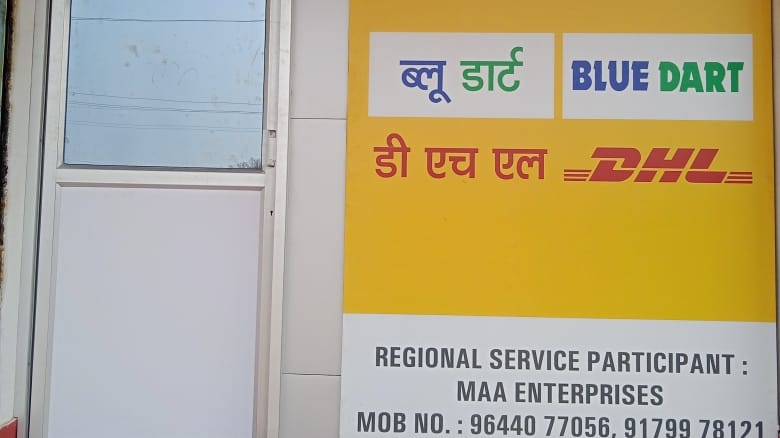 ब्लू डार्ट BLUE DART
डी एच एल DHL
REGIONAL SERVICE PARTICIPANT :
MAA ENTERPRISES
MOB NO. : 96440 77056, 91799 78121